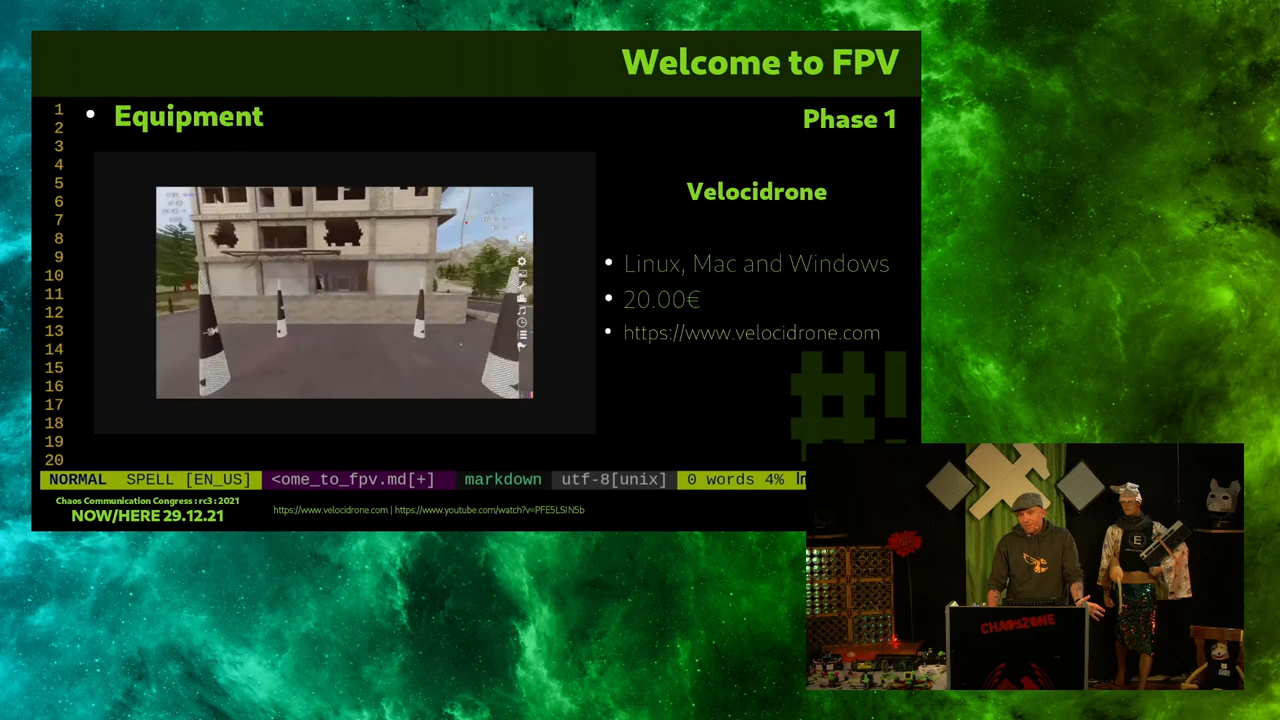 Welcome to FPV
Equipment
Phase 1
Velocidrone
Linux, Mac and Windows
20.00€
https://www.velocidrone.com
#!
1
2
3
4
5
6
7
8
9
10
11
12
13
14
15
16
17
18
19
20
NORMAL SPELL [EN_US] <ome_to_fpv.md[+] markdown utf-8[unix] 0 words 4% ln
Chaos Communication Congress : rc3 : 2021
NOW/HERE 29.12.21
https://www.velocidrone.com | https://www.youtube.com/watch?v=PFE5LSIN5b
CHAOSZONE
E